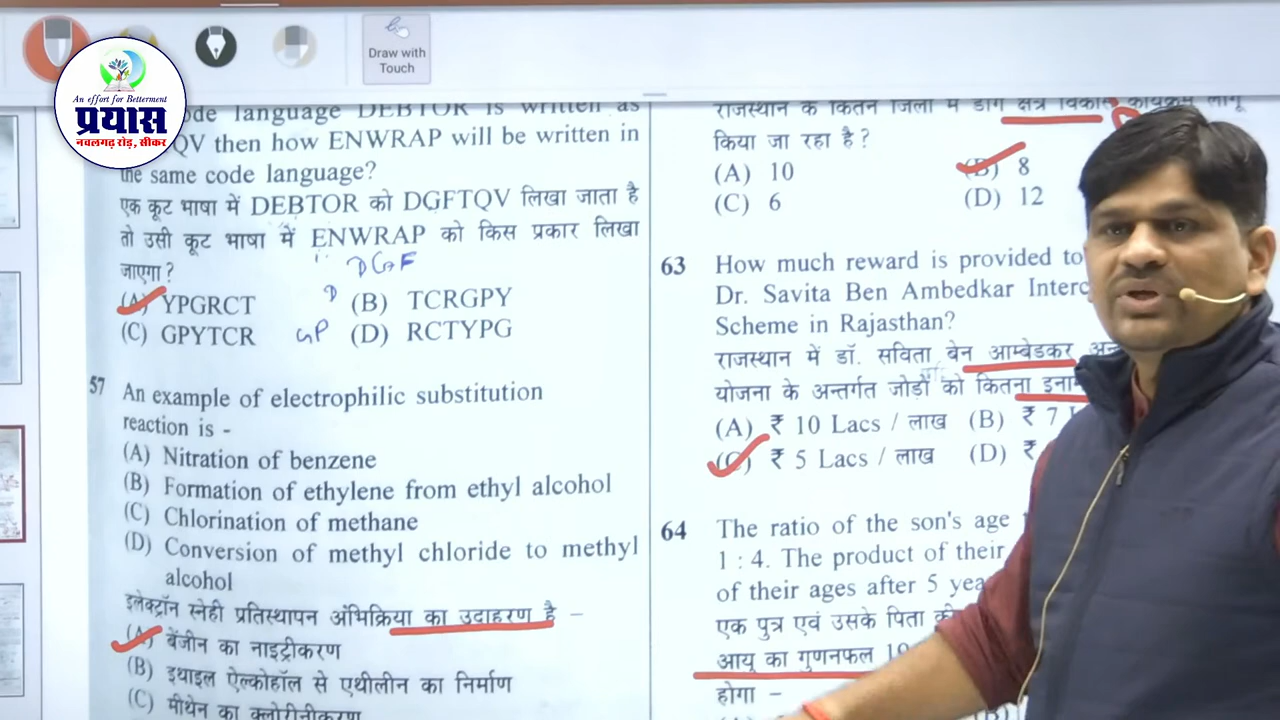 Draw with
Touch
An effort for Betterment
प्रयास
नवलगढ़ रोड़, सीकर
code language DEBTOR is written as
QV then how ENWRAP will be written in
the same code language?
एक कूट भाषा में DEBTOR को DGFTQV लिखा जाता है
तो उसी कूट भाषा में ENWRAP को किस प्रकार लिखा
जाएगा ?
DGF
(A) YPGRCT
(B) TCRGPY
(C) GPYTCR
GP
(D) RCTYPG
57
An example of electrophilic substitution
reaction is -
(A) Nitration of benzene
(B) Formation of ethylene from ethyl alcohol
(C) Chlorination of methane
(D) Conversion of methyl chloride to methyl
alcohol
इलेक्ट्रॉन स्नेही प्रतिस्थापन अभिक्रिया का उदाहरण है –
(A) बेंजीन का नाइट्रीकरण
(B) इथाइल ऐल्कोहॉल से एथीलीन का निर्माण
(C) मीथेन का क्लोरीनीकरण
राजस्थान के कितने जिलों में डांग क्षेत्र विकास कार्यक्रम लागू
किया जा रहा है ?
(A) 10
(B) 8
(C) 6
(D) 12
63
How much reward is provided to
Dr. Savita Ben Ambedkar
Scheme in Rajasthan?
राजस्थान में डॉ. सविता बेन आम्बेडकर
योजना के अन्तर्गत जोड़ों को कितना
(A) ₹ 10 Lacs / लाख (B) ₹ 7
(C) ₹ 5 Lacs / लाख (D) ₹
64
The ratio of the son's age
1 : 4. The product of their
of their ages after 5
एक पुत्र एवं उसके पिता की
आयु का गुणनफल
होगा –